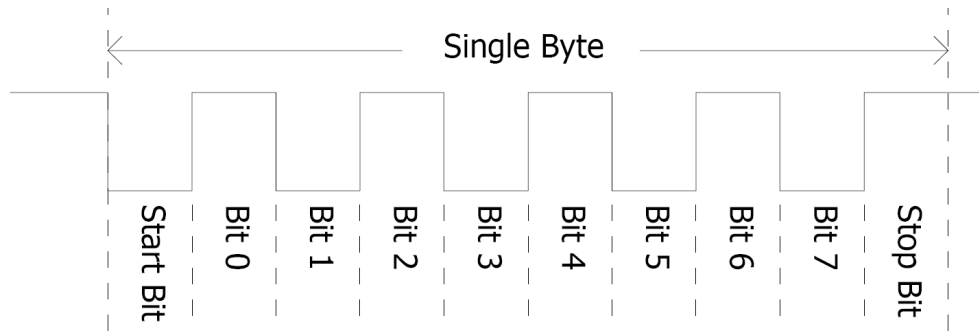 Single Byte
Start Bit
Bit 0
Bit 1
Bit 2
Bit 3
Bit 4
Bit 5
Bit 6
Bit 7
Stop Bit